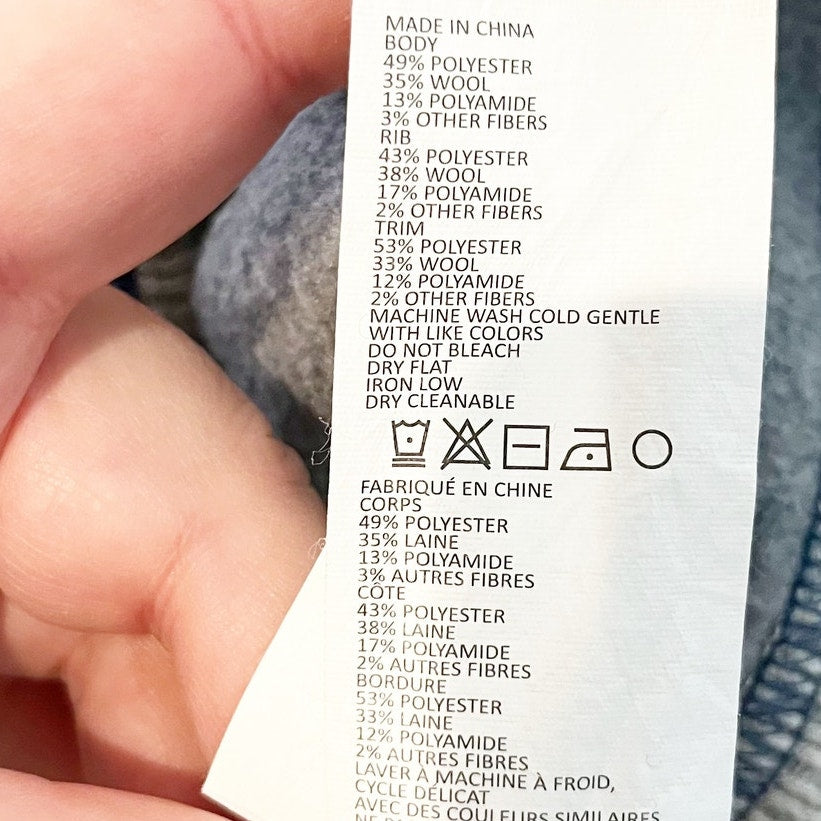 MADE IN CHINA
BODY
49% POLYESTER
35% WOOL
13% POLYAMIDE
3% OTHER FIBERS
RIB
43% POLYESTER
38% WOOL
17% POLYAMIDE
2% OTHER FIBERS
TRIM
53% POLYESTER
33% WOOL
12% POLYAMIDE
2% OTHER FIBERS
MACHINE WASH COLD GENTLE
WITH LIKE COLORS
DO NOT BLEACH
DRY FLAT
IRON LOW
DRY CLEANABLE
FABRIQUÉ EN CHINE
CORPS
49% POLYESTER
35% LAINE
13% POLYAMIDE
3% AUTRES FIBRES
CÔTE
43% POLYESTER
38% LAINE
17% POLYAMIDE
2% AUTRES FIBRES
BORDURE
53% POLYESTER
33% LAINE
12% POLYAMIDE
2% AUTRES FIBRES
LAVER À MACHINE À FROID,
CYCLE DÉLICAT
AVEC DES COULEURS SIMILAIRES